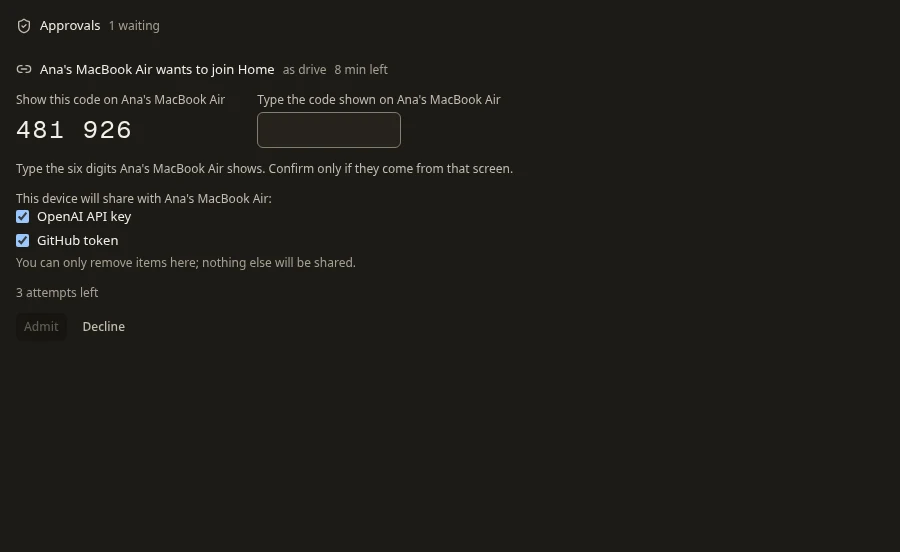 Approvals 1 waiting
Ana's MacBook Air wants to join Home as drive 8 min left
Show this code on Ana's MacBook Air
481 926
Type the code shown on Ana's MacBook Air
Type the six digits Ana's MacBook Air shows. Confirm only if they come from that screen.
This device will share with Ana's MacBook Air:
OpenAI API key
GitHub token
You can only remove items here; nothing else will be shared.
3 attempts left
Admit Decline